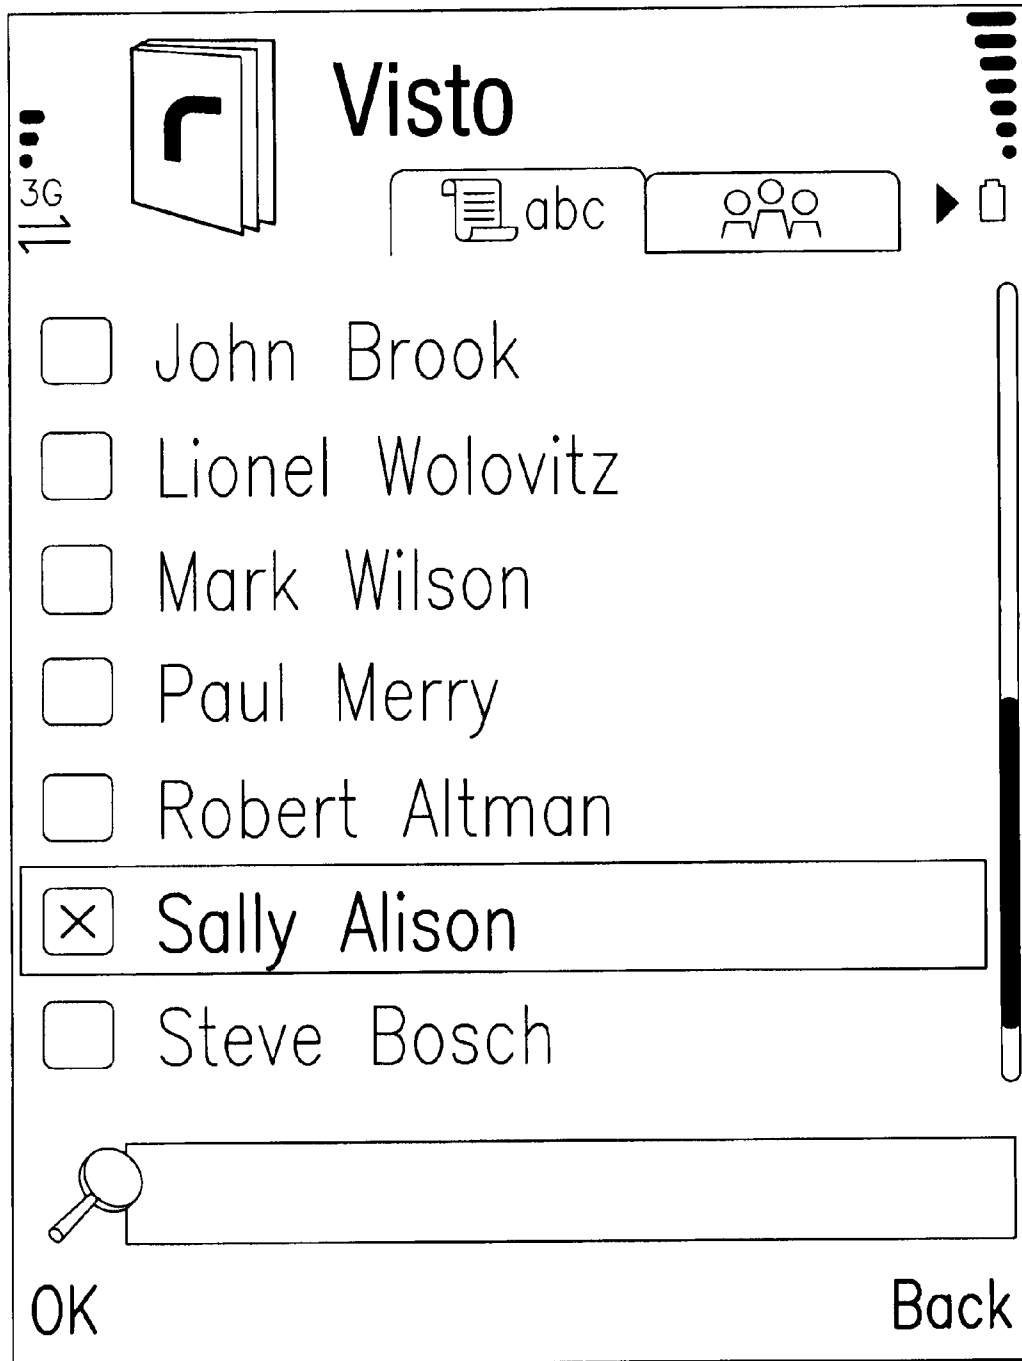 Visto
3G
abc
John Brook
Lionel Wolovitz
Mark Wilson
Paul Merry
Robert Altman
Sally Alison
Steve Bosch
OK
Back